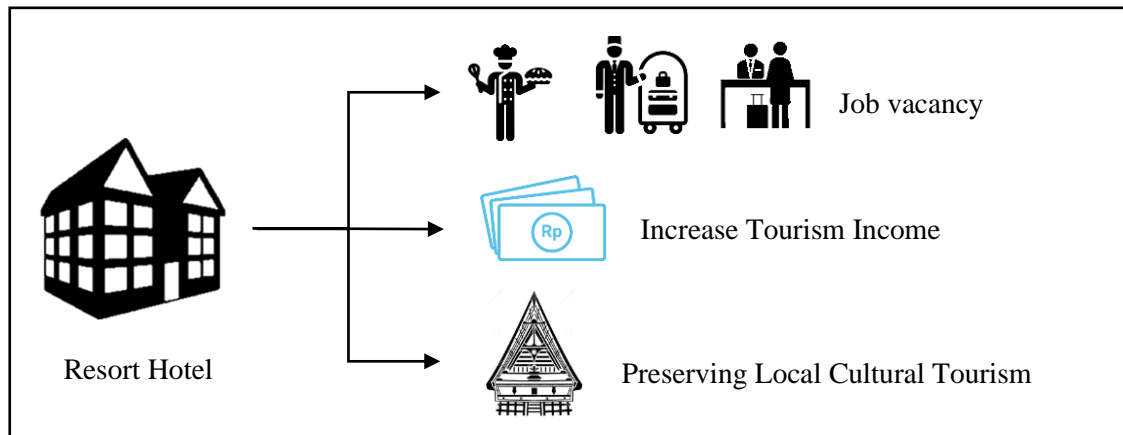 Job vacancy
Rp
Increase Tourism Income
Resort Hotel
Preserving Local Cultural Tourism